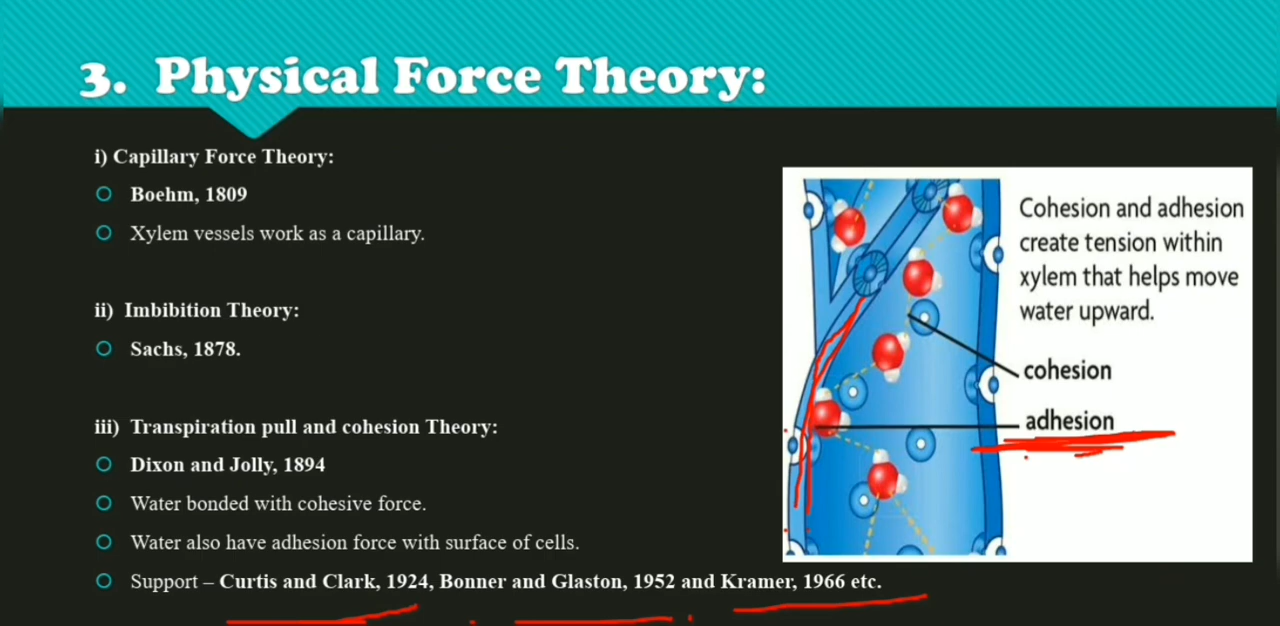 3. Physical Force Theory:
i) Capillary Force Theory:
Boehm, 1809
Xylem vessels work as a capillary.
ii) Imbibition Theory:
Sachs, 1878.
iii) Transpiration pull and cohesion Theory:
Dixon and Jolly, 1894
Water bonded with cohesive force.
Water also have adhesion force with surface of cells.
Support – Curtis and Clark, 1924, Bonner and Glaston, 1952 and Kramer, 1966 etc.
Cohesion and adhesion
create tension within
xylem that helps move
water upward.
cohesion
adhesion